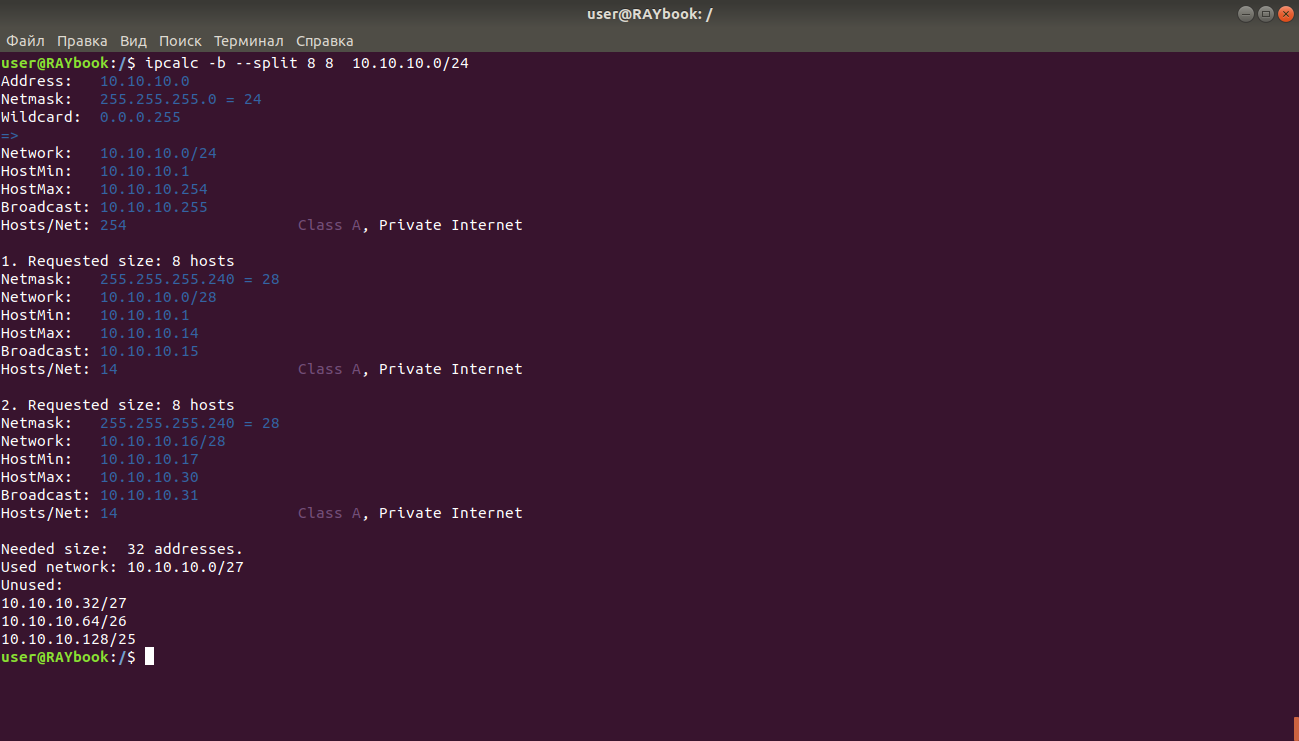 user@RAYbook: /
Файл Правка Вид Поиск Терминал Справка
user@RAYbook:/$ ipcalc -b --split 8 8  10.10.10.0/24
Address:   10.10.10.0
Netmask:   255.255.255.0 = 24
Wildcard:  0.0.0.255
=>
Network:   10.10.10.0/24
HostMin:   10.10.10.1
HostMax:   10.10.10.254
Broadcast: 10.10.10.255
Hosts/Net: 254                   Class A, Private Internet
1. Requested size: 8 hosts
Netmask:   255.255.255.240 = 28
Network:   10.10.10.0/28
HostMin:   10.10.10.1
HostMax:   10.10.10.14
Broadcast: 10.10.10.15
Hosts/Net: 14                    Class A, Private Internet
2. Requested size: 8 hosts
Netmask:   255.255.255.240 = 28
Network:   10.10.10.16/28
HostMin:   10.10.10.17
HostMax:   10.10.10.30
Broadcast: 10.10.10.31
Hosts/Net: 14                    Class A, Private Internet
Needed size:  32 addresses.
Used network: 10.10.10.0/27
Unused:
10.10.10.32/27
10.10.10.64/26
10.10.10.128/25
user@RAYbook:/$